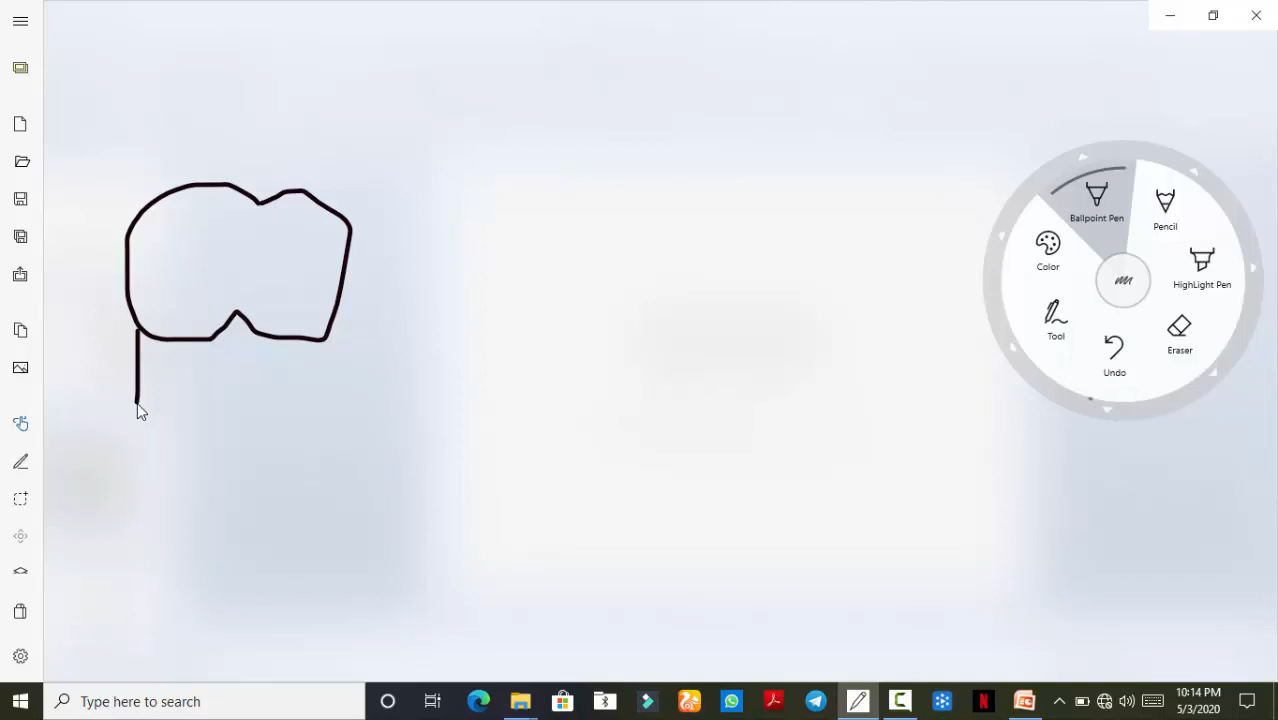 Ballpoint Pen
Pencil
Color
HighLight Pen
Tool
Eraser
Undo
Type here to search
10:14 PM
5/3/2020